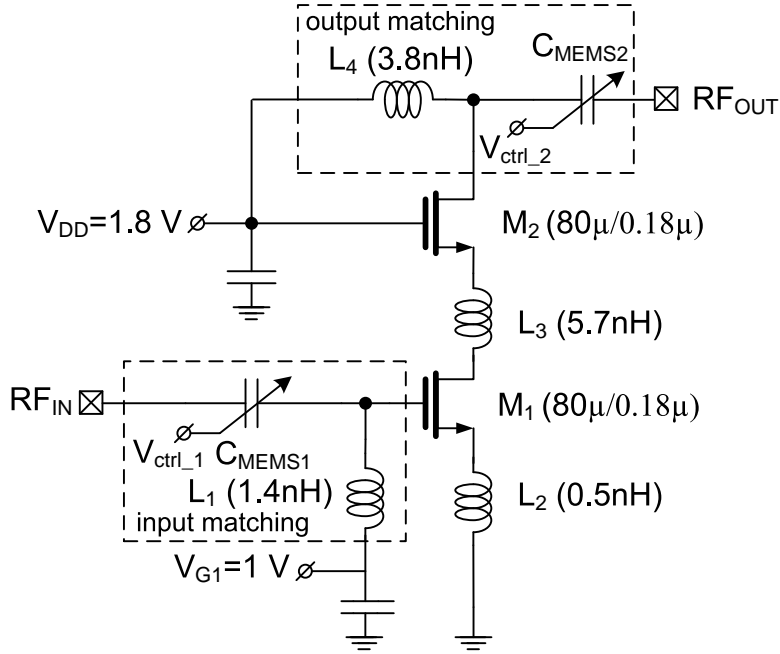 output matching
L4 (3.8nH)
CMEMS2
RFOUT
Vctrl_2
VDD=1.8 V
M2 (80µ/0.18µ)
L3 (5.7nH)
RFIN
M1 (80µ/0.18µ)
Vctrl_1
CMEMS1
L1 (1.4nH)
L2 (0.5nH)
input matching
VG1=1 V